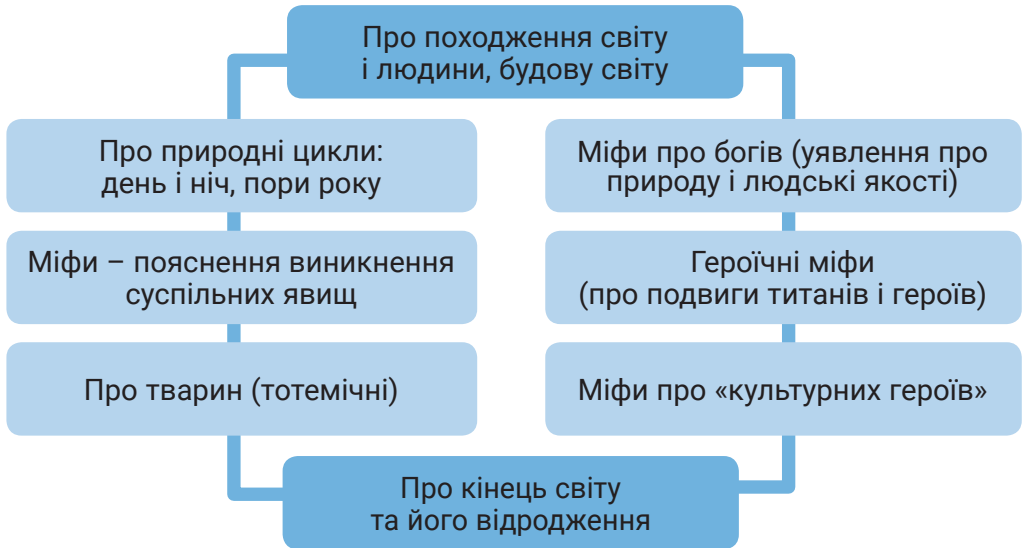 Про походження світу
і людини, будову світу
Про природні цикли:
день і ніч, пори року
Міфи про богів (уявлення про
природу і людські якості)
Міфи – пояснення виникнення
суспільних явищ
Героїчні міфи
(про подвиги титанів і героїв)
Про тварин (тотемічні)
Міфи про «культурних героїв»
Про кінець світу
та його відродження